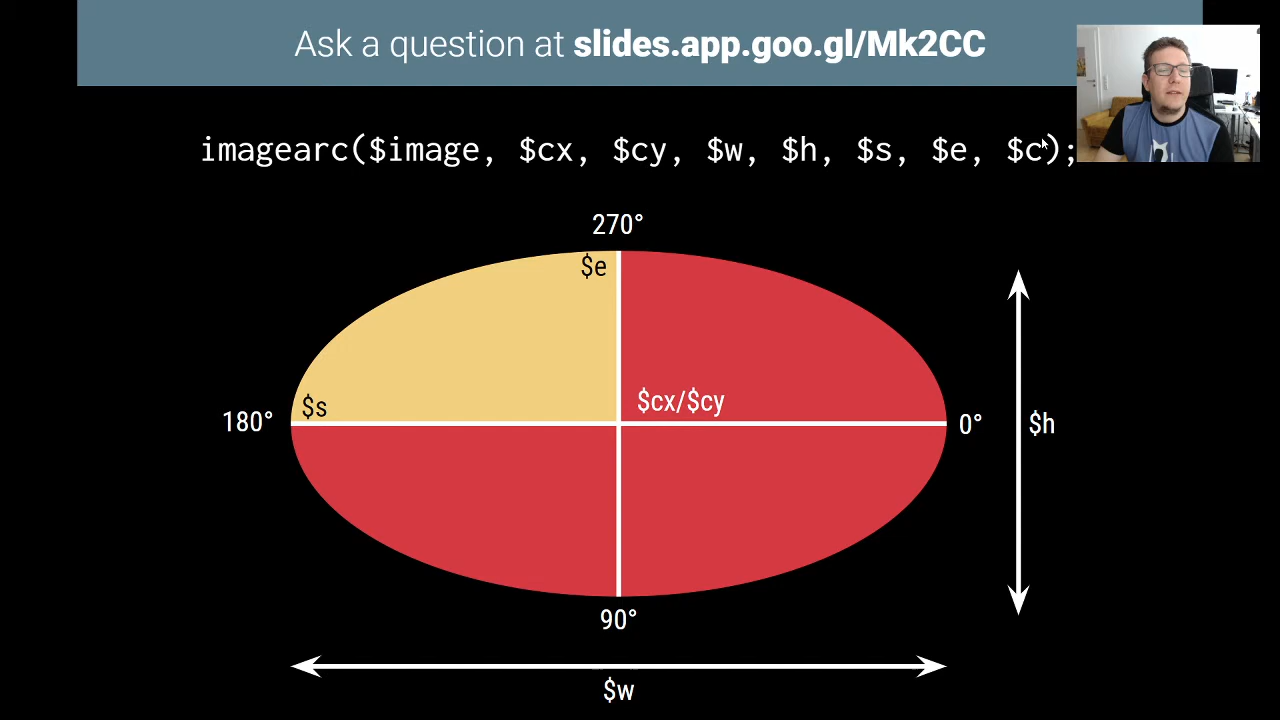 Ask a question at slides.app.goo.gl/Mk2CC
imagearc($image, $cx, $cy, $w, $h, $s, $e, $c);
270°
$e
$cx/$cy
$s
180°
0°
$h
90°
$w